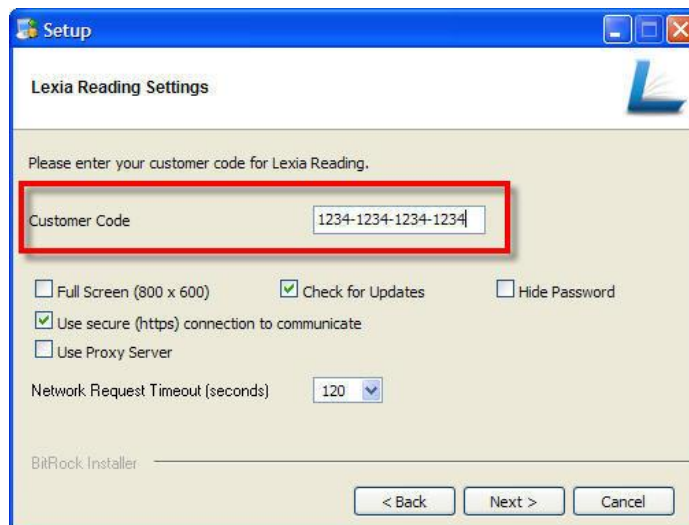 Setup
Lexia Reading Settings
Please enter your customer code for Lexia Reading.
Customer Code 1234-1234-1234-1234
Full Screen (800 x 600) Check for Updates Hide Password
Use secure (https) connection to communicate
Use Proxy Server
Network Request Timeout (seconds) 120
BitRock Installer
< Back Next > Cancel